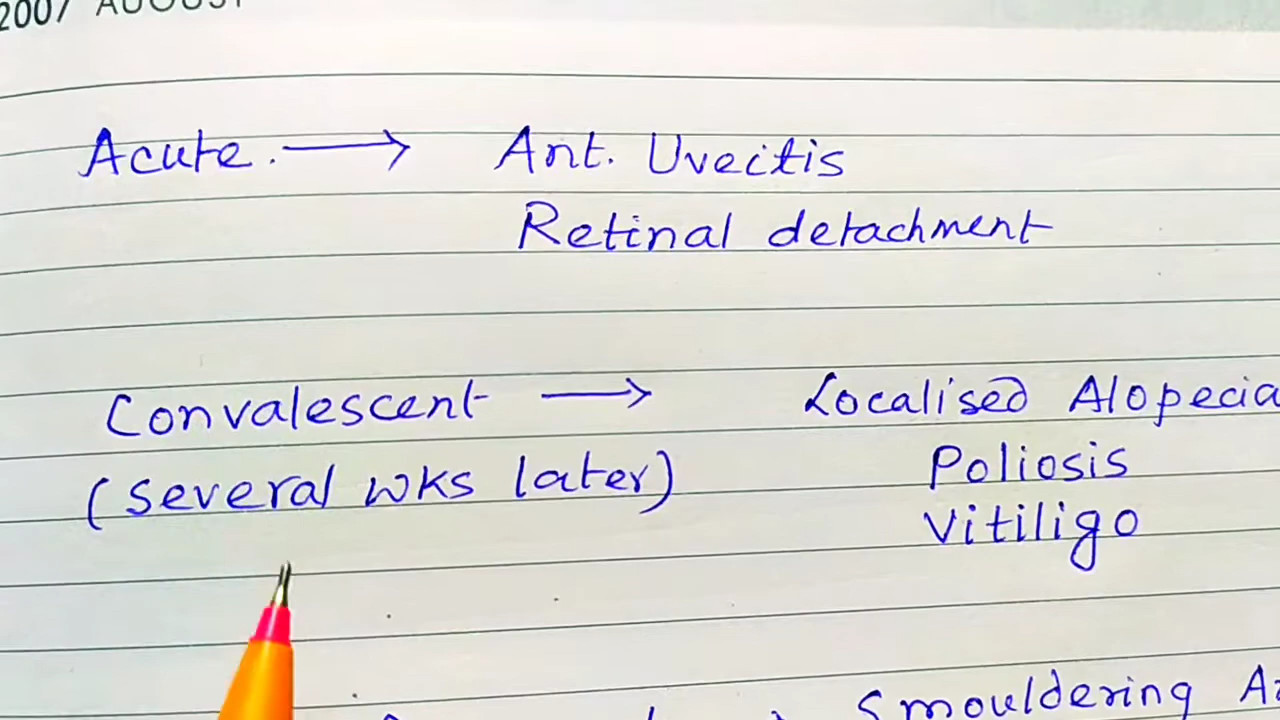 2007 AUGUST
Acute. → Ant. Uveitis
Retinal detachment
Convalescent → Localised Alopecia
(several wks later) Poliosis
Vitiligo
Smouldering